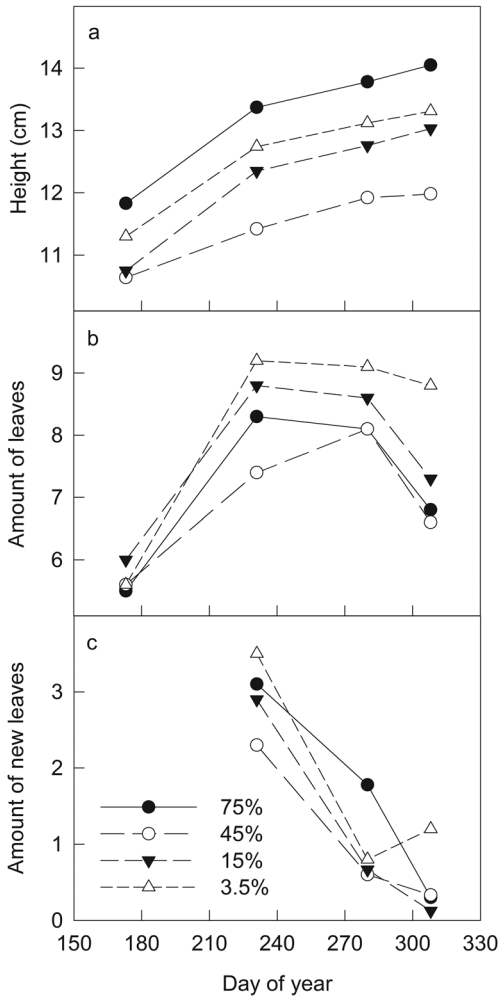 a
14
13
12
11
Height (cm)
b
9
8
7
6
Amount of leaves
c
3
2
1
0
Amount of new leaves
75%
45%
15%
3.5%
150 180 210 240 270 300 330
Day of year